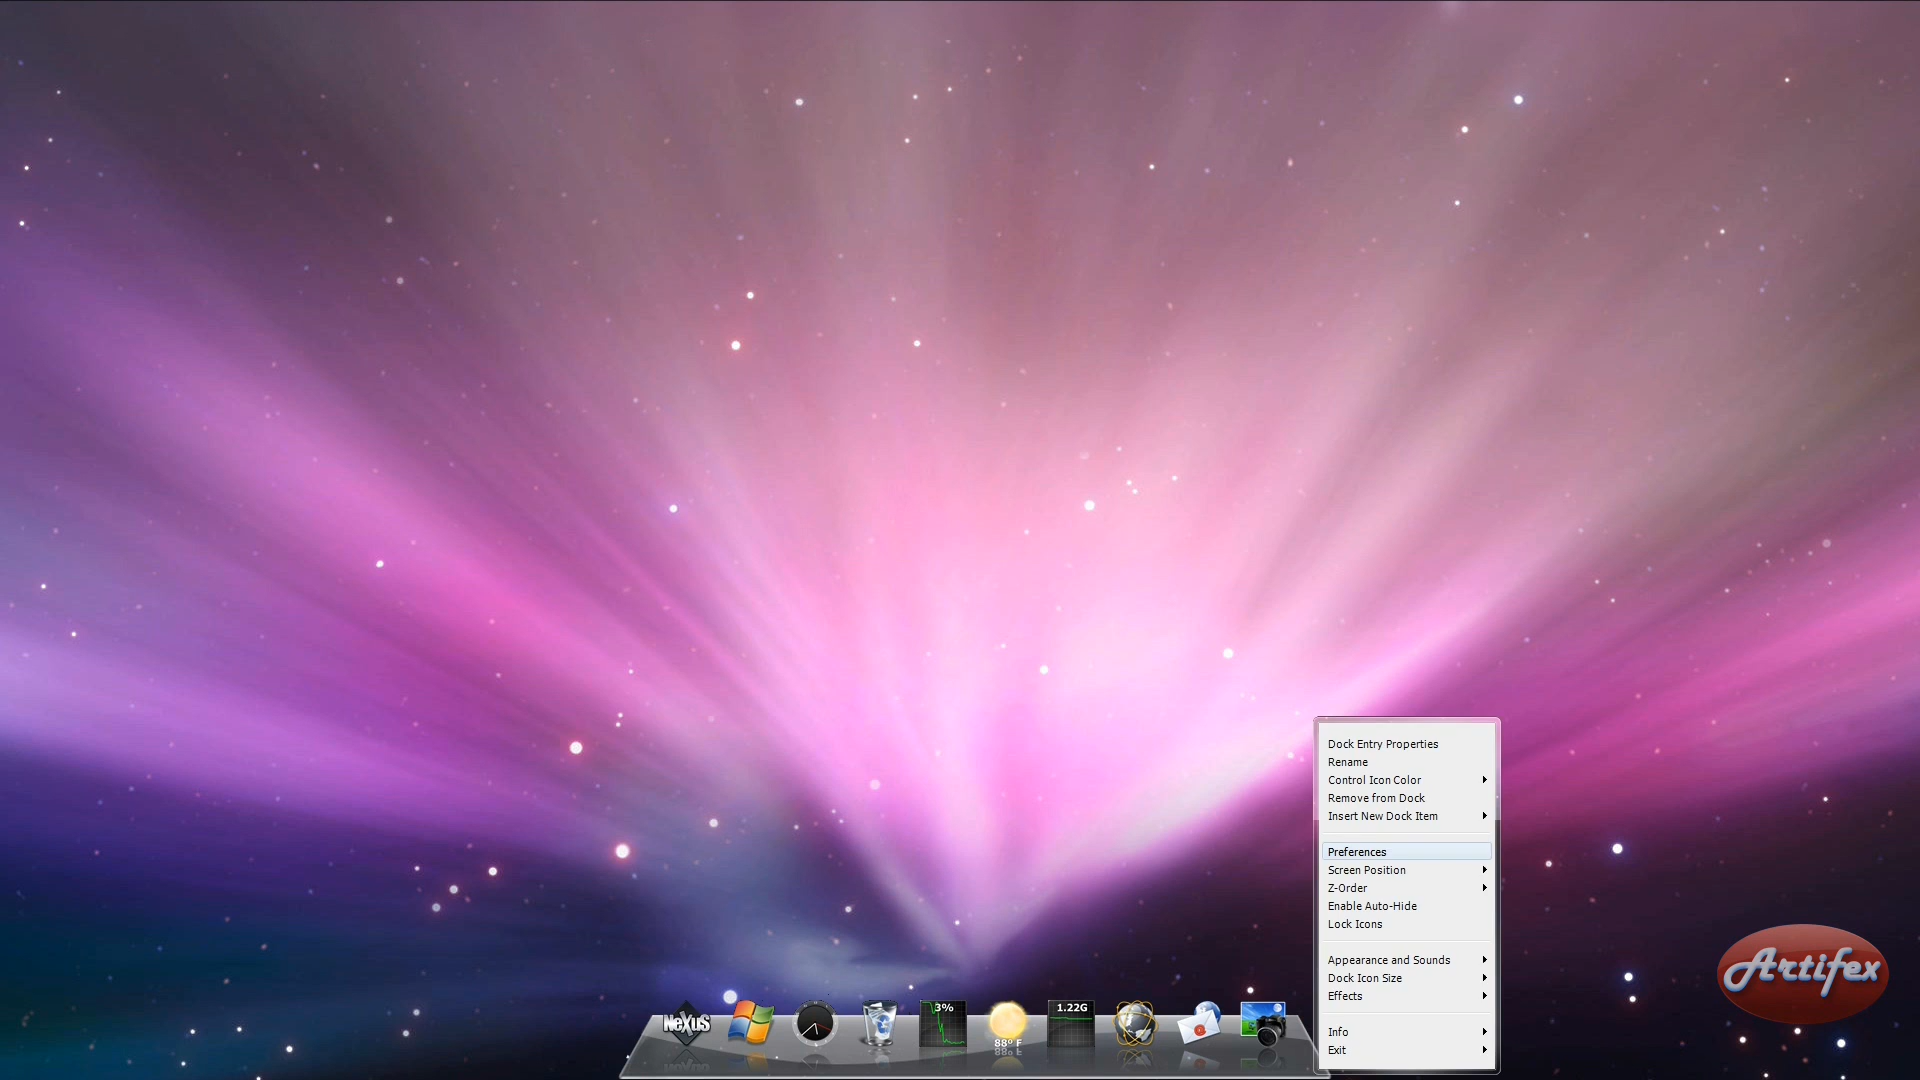 Dock Entry Properties
Rename
Control Icon Color
Remove from Dock
Insert New Dock Item
Preferences
Screen Position
Z-Order
Enable Auto-Hide
Lock Icons
Appearance and Sounds
Dock Icon Size
Effects
Info
Exit
Artifex
NeXuS
3%
88° F
1.22G